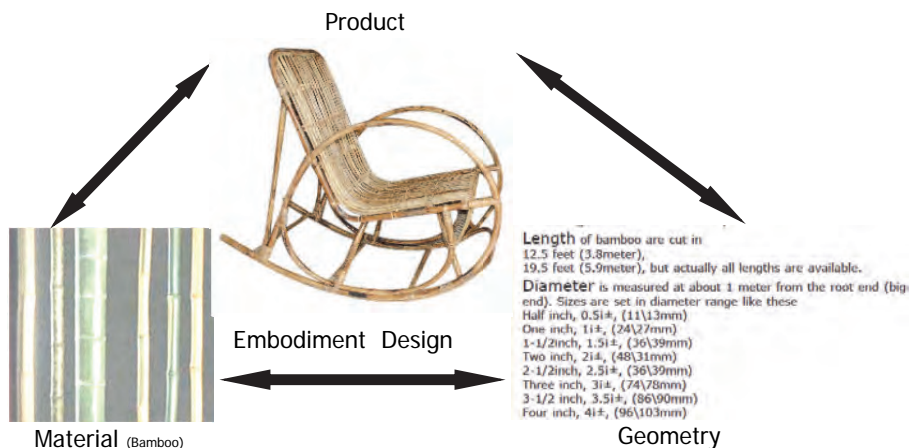 Product
Length of bamboo are cut in
12.5 feet (3.8meter),
19.5 feet (5.9meter), but actually all lengths are available.
Diameter is measured at about 1 meter from the root end (big
end). Sizes are set in diameter range like these
Half inch, 0.5i±, (11\13mm)
One inch, 1i±, (24\27mm)
1-1/2inch, 1.5i±, (36\39mm)
Two inch, 2i±, (48\31mm)
2-1/2inch, 2.5i±, (36\39mm)
Three inch, 3i±, (74\78mm)
3-1/2 inch, 3.5i±, (86\90mm)
Four inch, 4i±, (96\103mm)
Embodiment Design
Material (Bamboo)
Geometry